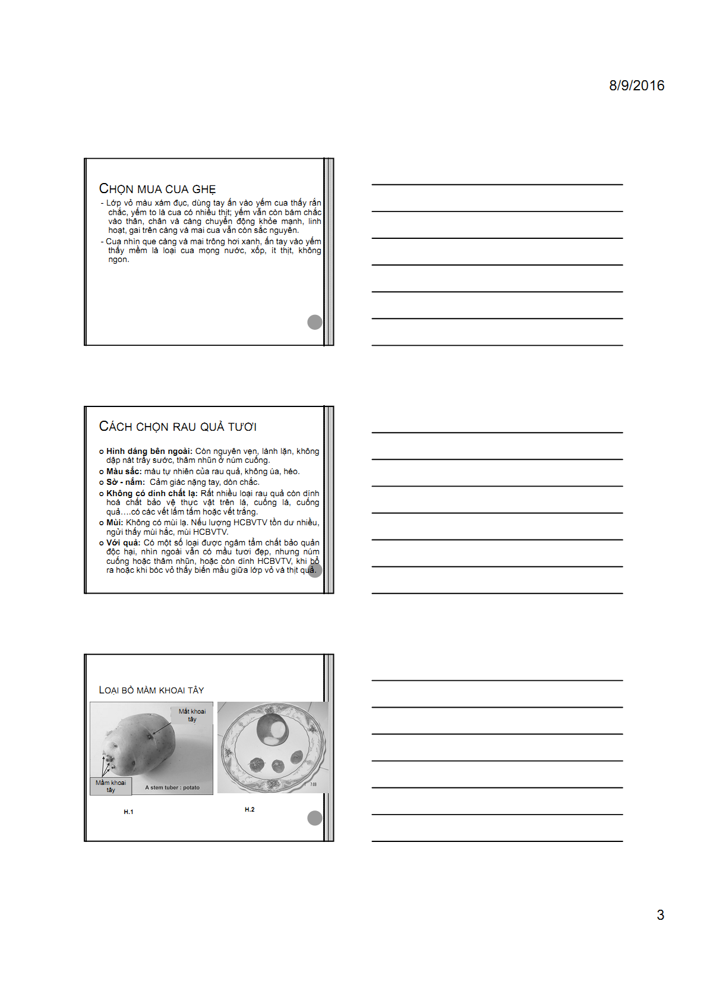 8/9/2016
CHỌN MUA CUA GHẸ
- Lớp vỏ màu xám đục, dùng tay ấn vào yếm cua thấy rắn
chắc, yếm to là cua có nhiều thịt; yếm vẫn còn bám chắc
vào thân, chân và càng chuyển động khỏe mạnh, linh
hoạt, gai trên càng và mai cua vẫn còn sắc nguyên.
- Cua nhìn que càng và mai trông hơi xanh, ấn tay vào yếm
thấy mềm là loại cua mọng nước, xốp, ít thịt, không
ngon.
CÁCH CHỌN RAU QUẢ TƯƠI
Hình dáng bên ngoài: Còn nguyên vẹn, lành lặn, không
dập nát trầy sước, thâm nhũn ở núm cuống.
Màu sắc: màu tự nhiên của rau quả, không úa, héo.
Sờ - nắm: Cảm giác nặng tay, dòn chắc.
Không có dính chất lạ: Rất nhiều loại rau quả còn dính
hoá chất bảo vệ thực vật trên lá, cuống lá, cuống
quả....có các vết lấm tấm hoặc vết trắng.
Mùi: Không có mùi lạ. Nếu lượng HCBVTV tồn dư nhiều,
ngửi thấy mùi hắc, mùi HCBVTV.
Với quả: Có một số loại được ngâm tẩm chất bảo quản
độc hại, nhìn ngoài vẫn có mầu tươi đẹp, nhưng núm
cuống hoặc thâm nhũn, hoặc còn dính HCBVTV, khi bổ
ra hoặc khi bóc vỏ thấy biến mầu giữa lớp vỏ và thịt quả.
LOẠI BỎ MẦM KHOAI TÂY
Mắt khoai
tây
Mầm khoai
tây
A stem tuber : potato
7:09
H.1
H.2
3